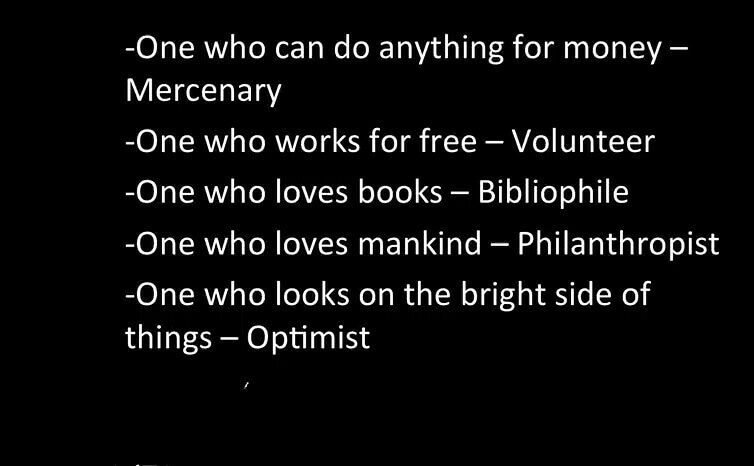 -One who can do anything for money –
Mercenary
-One who works for free – Volunteer
-One who loves books – Bibliophile
-One who loves mankind – Philanthropist
-One who looks on the bright side of
things – Optimist